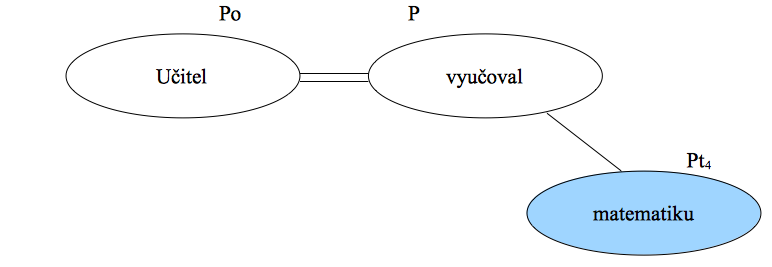 Po P
Učitel vyučoval
Pt₄
matematiku